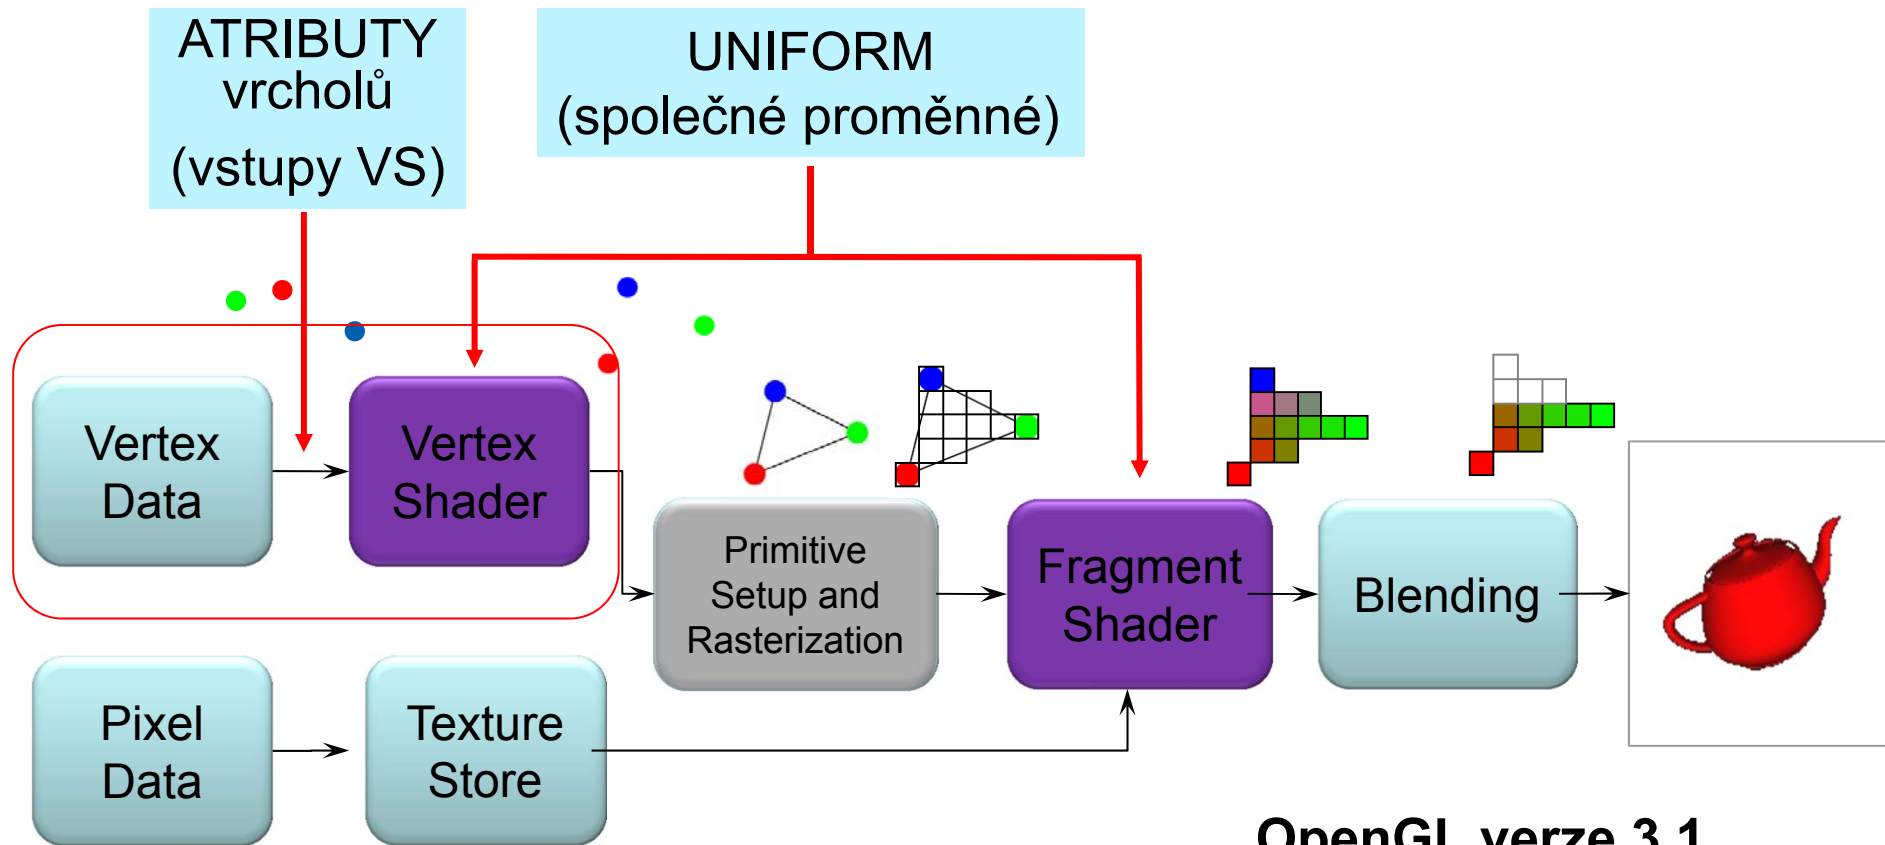 ATRIBUTY
vrcholů
(vstupy VS)
UNIFORM
(společné proměnné)
Vertex
Data
Vertex
Shader
Primitive
Setup and
Rasterization
Fragment
Shader
Blending
Pixel
Data
Texture
Store
OpenGL verze 3.1